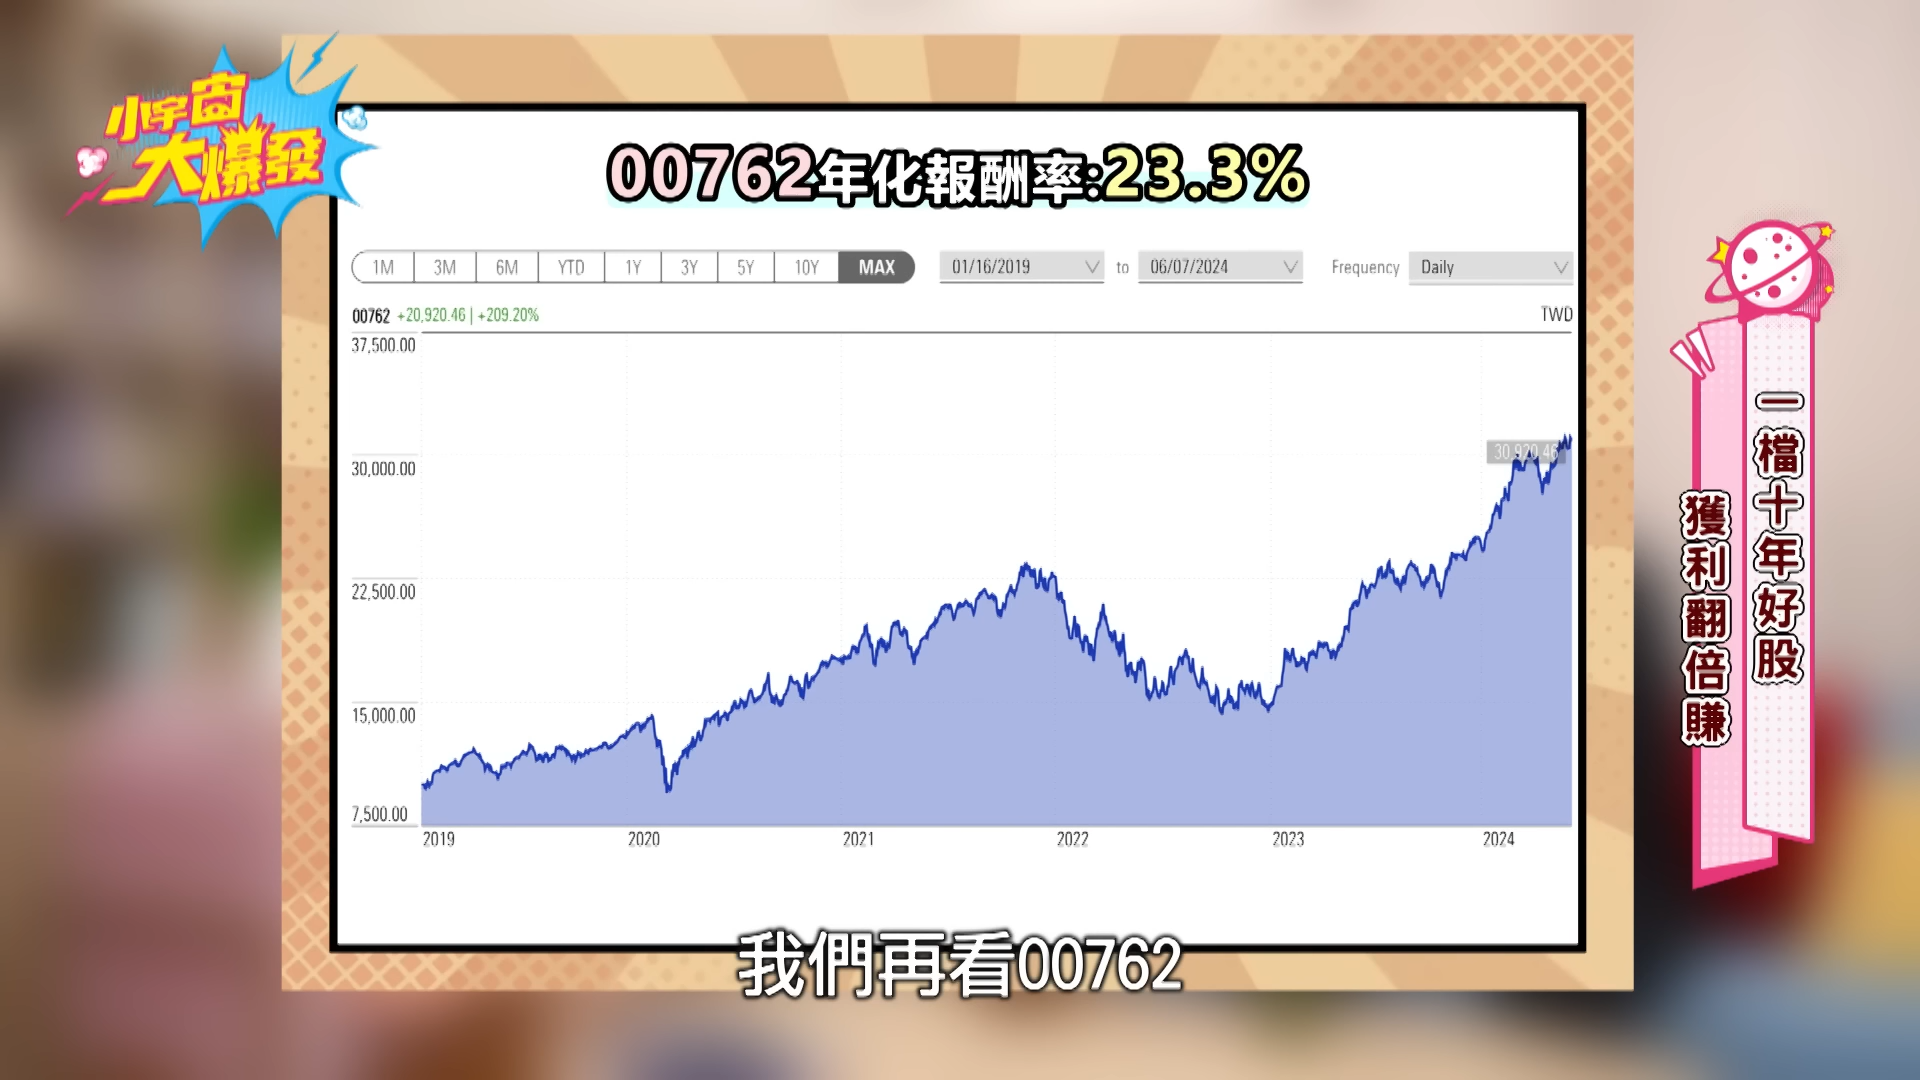 小宇宙
大爆發
00762年化報酬率:23.3%
1M 3M 6M YTD 1Y 3Y 5Y 10Y MAX 01/16/2019 to 06/07/2024 Frequency Daily
00762 +20,920.46 | +209.20% TWD
37,500.00
30,920.46
30,000.00
22,500.00
15,000.00
7,500.00
2019 2020 2021 2022 2023 2024
一檔十年好股
獲利翻倍賺
我們再看00762